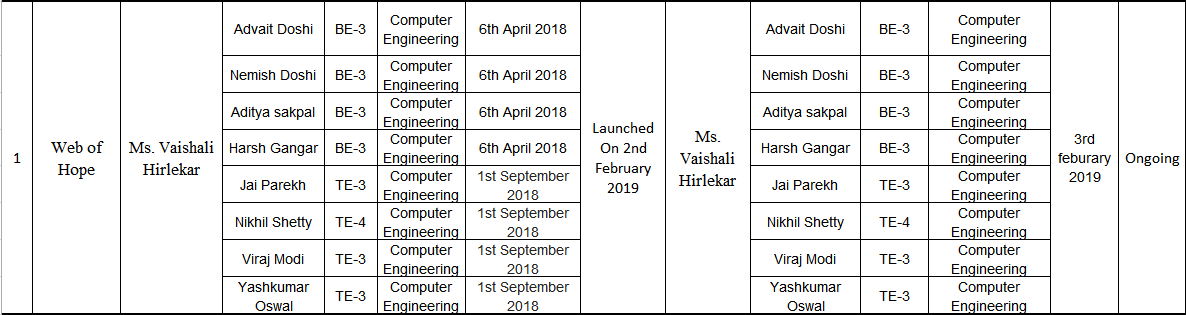 1
Web of
Hope
Ms. Vaishali
Hirlekar
Advait Doshi BE-3 Computer
Engineering 6th April 2018
Nemish Doshi BE-3 Computer
Engineering 6th April 2018
Aditya sakpal BE-3 Computer
Engineering 6th April 2018
Harsh Gangar BE-3 Computer
Engineering 6th April 2018
Jai Parekh TE-3 Computer
Engineering 1st September
2018
Nikhil Shetty TE-4 Computer
Engineering 1st September
2018
Viraj Modi TE-3 Computer
Engineering 1st September
2018
Yashkumar
Oswal TE-3 Computer
Engineering 1st September
2018
Launched
On 2nd
February
2019
Ms.
Vaishali
Hirlekar
Advait Doshi BE-3 Computer
Engineering
Nemish Doshi BE-3 Computer
Engineering
Aditya sakpal BE-3 Computer
Engineering
Harsh Gangar BE-3 Computer
Engineering
Jai Parekh TE-3 Computer
Engineering
Nikhil Shetty TE-4 Computer
Engineering
Viraj Modi TE-3 Computer
Engineering
Yashkumar
Oswal TE-3 Computer
Engineering
3rd
feburary
2019
Ongoing